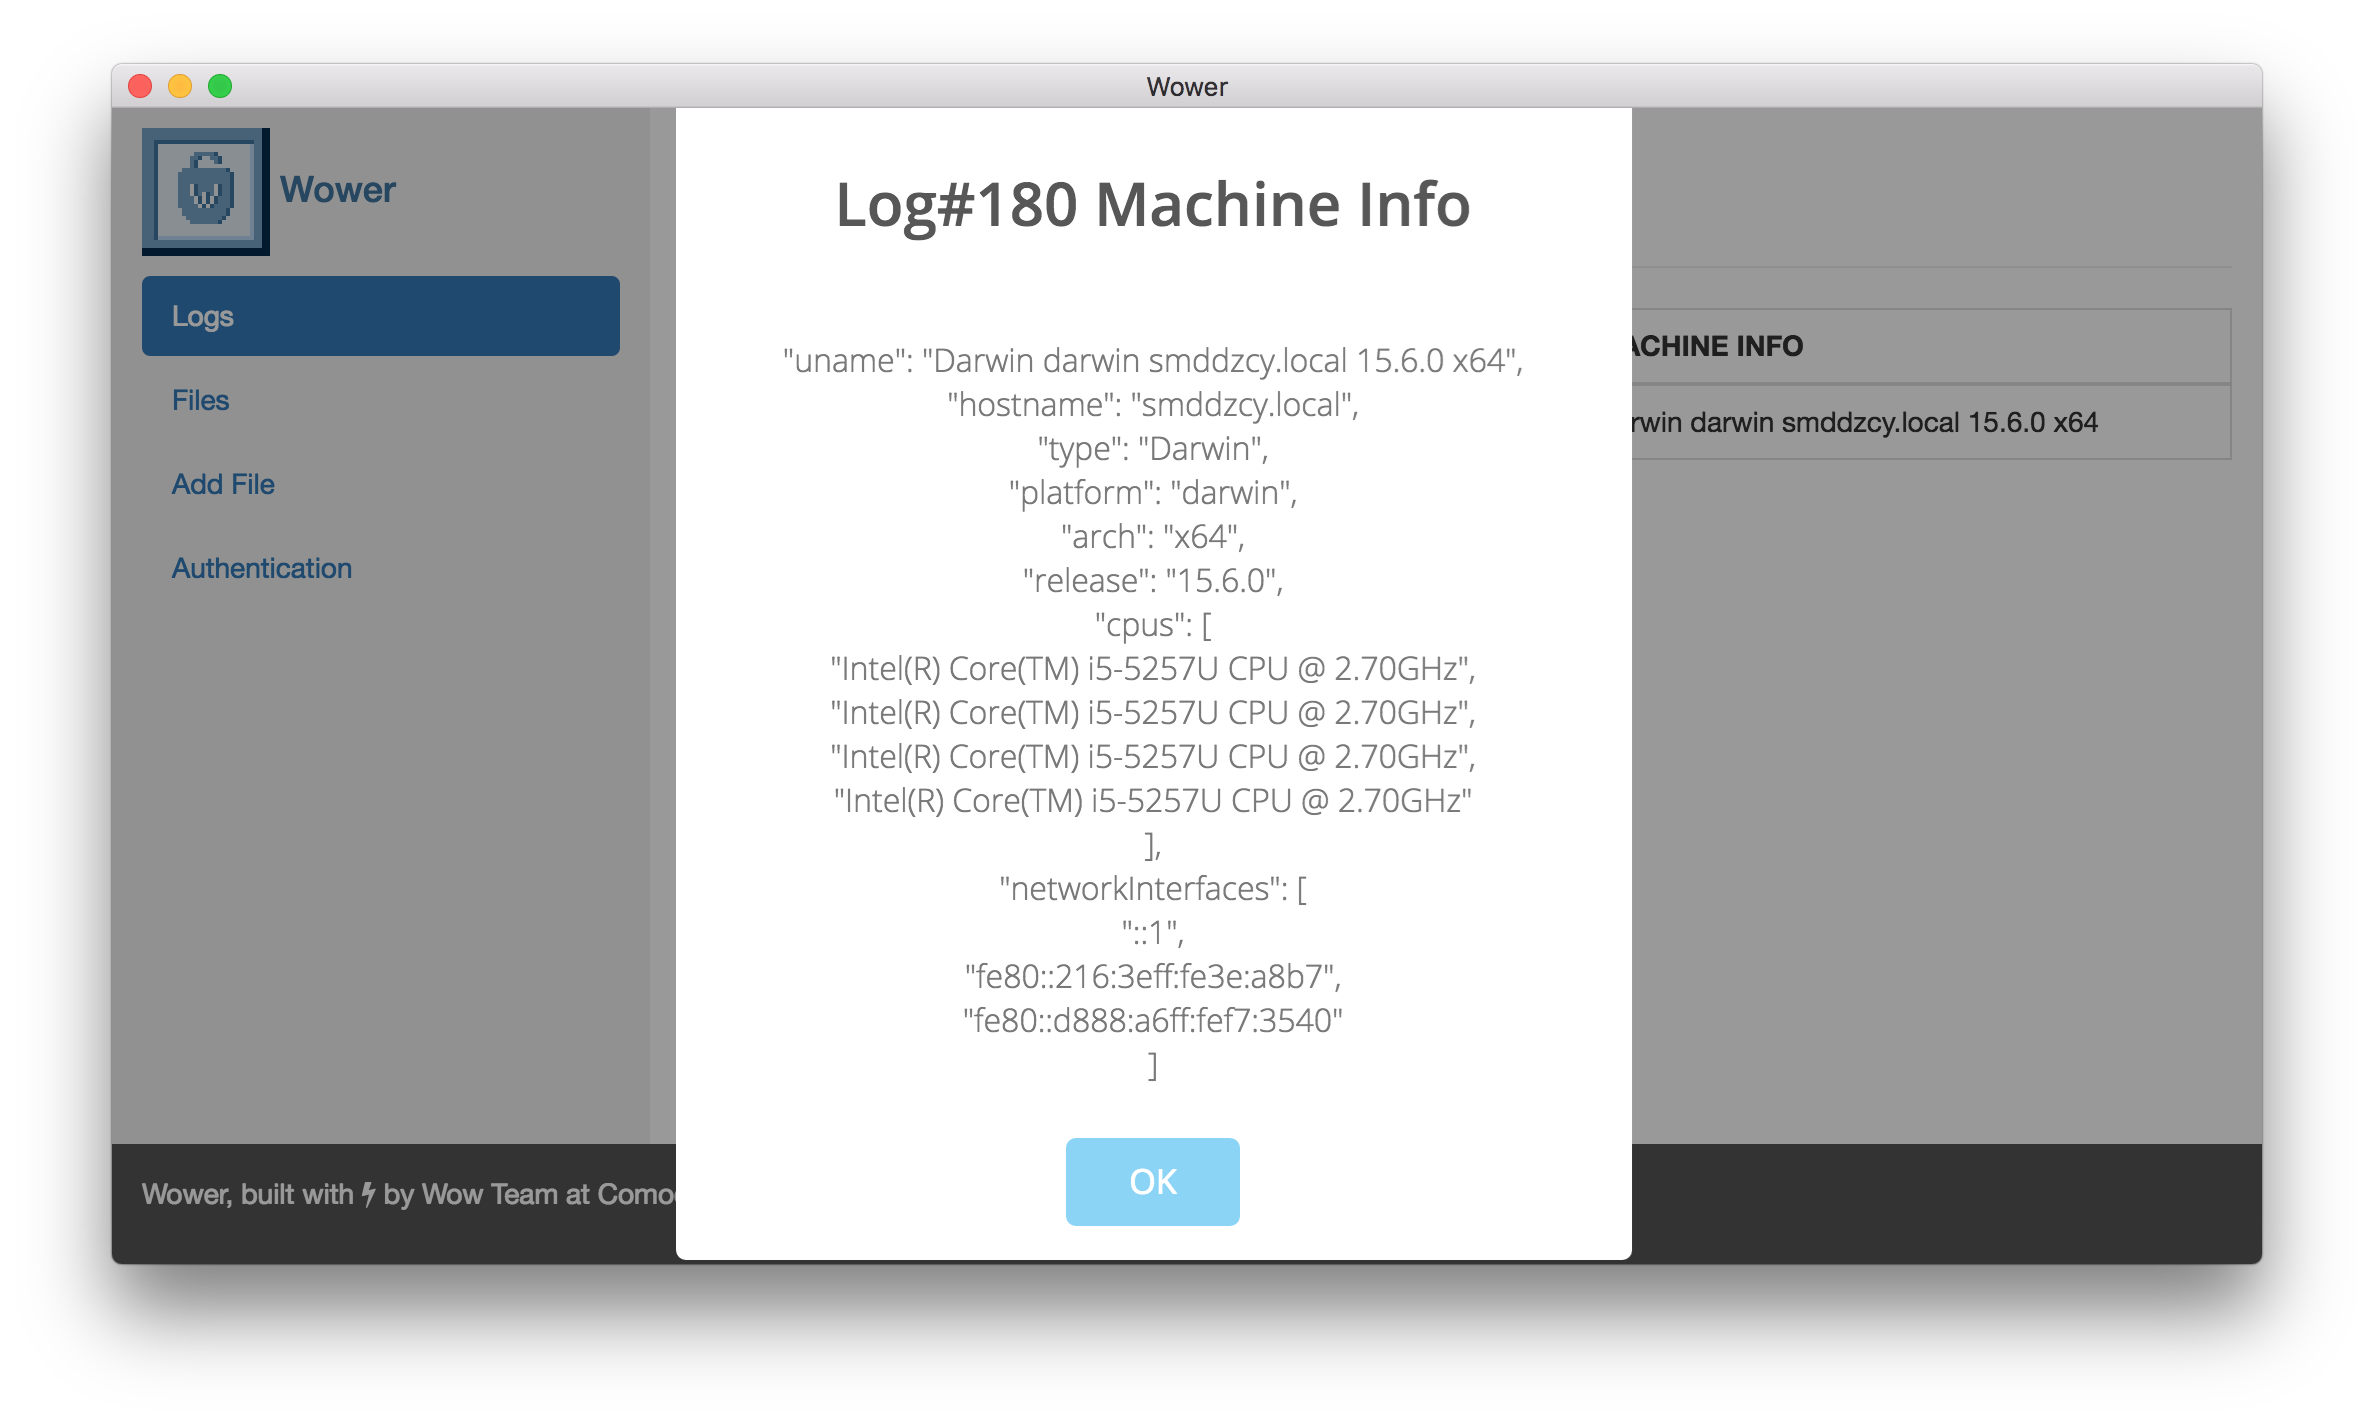 Wower
Wower
Logs
Files
Add File
Authentication
Log#180 Machine Info
"uname": "Darwin darwin smddzcy.local 15.6.0 x64",
"hostname": "smddzcy.local",
"type": "Darwin",
"platform": "darwin",
"arch": "x64",
"release": "15.6.0",
"cpus": [
"Intel(R) Core(TM) i5-5257U CPU @ 2.70GHz",
"Intel(R) Core(TM) i5-5257U CPU @ 2.70GHz",
"Intel(R) Core(TM) i5-5257U CPU @ 2.70GHz",
"Intel(R) Core(TM) i5-5257U CPU @ 2.70GHz"
],
"networkInterfaces": [
"::1",
"fe80::216:3eff:fe3e:a8b7",
"fe80::d888:a6ff:fef7:3540"
]
OK
INFO
darwin smddzcy.local 15.6.0 x64
Wower, built with by Wow Team at